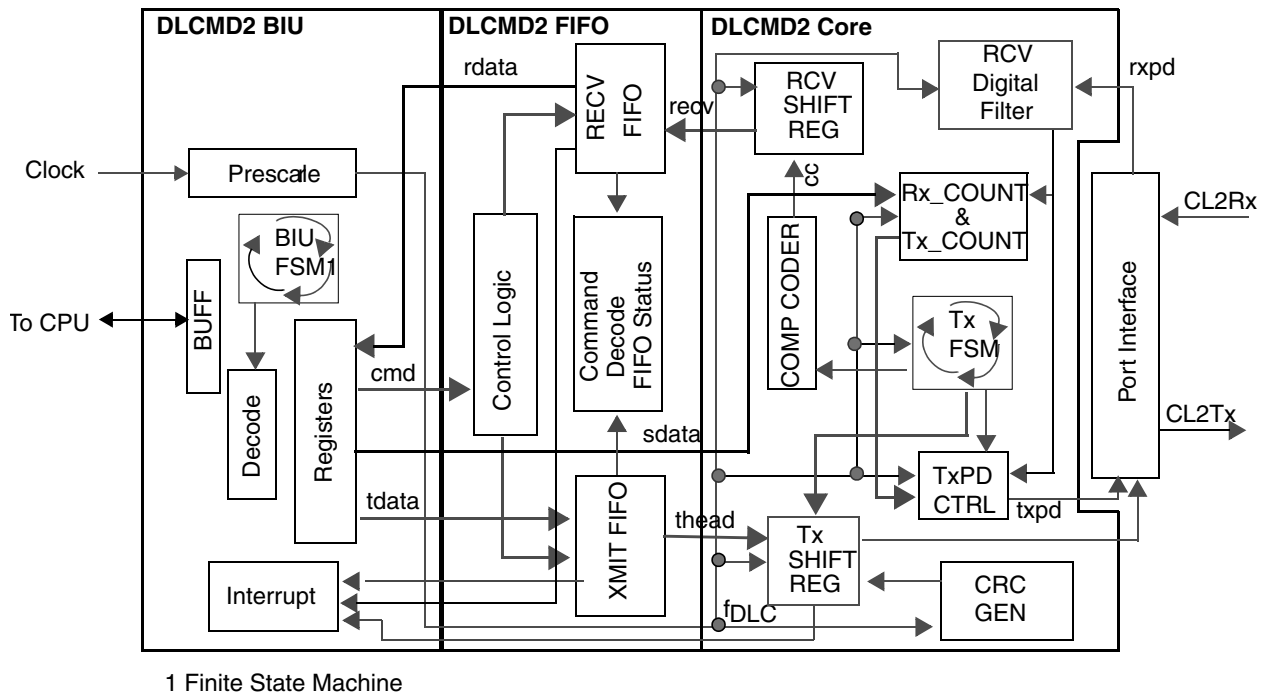 DLCMD2 BIU
DLCMD2 FIFO
DLCMD2 Core
Clock
Prescale
BIU
FSM1
BUFF
To CPU
Decode
Registers
Interrupt
rdata
cmd
sdata
tdata
RECV
FIFO
Control Logic
Command
Decode
FIFO Status
XMIT FIFO
recv
thead
RCV
SHIFT
REG
cc
COMP CODER
RCV
Digital
Filter
rxpd
Rx_COUNT
&
Tx_COUNT
Tx
FSM
TxPD
CTRL
txpd
Tx
SHIFT
REG
fDLC
CRC
GEN
Port Interface
CL2Rx
CL2Tx
1 Finite State Machine